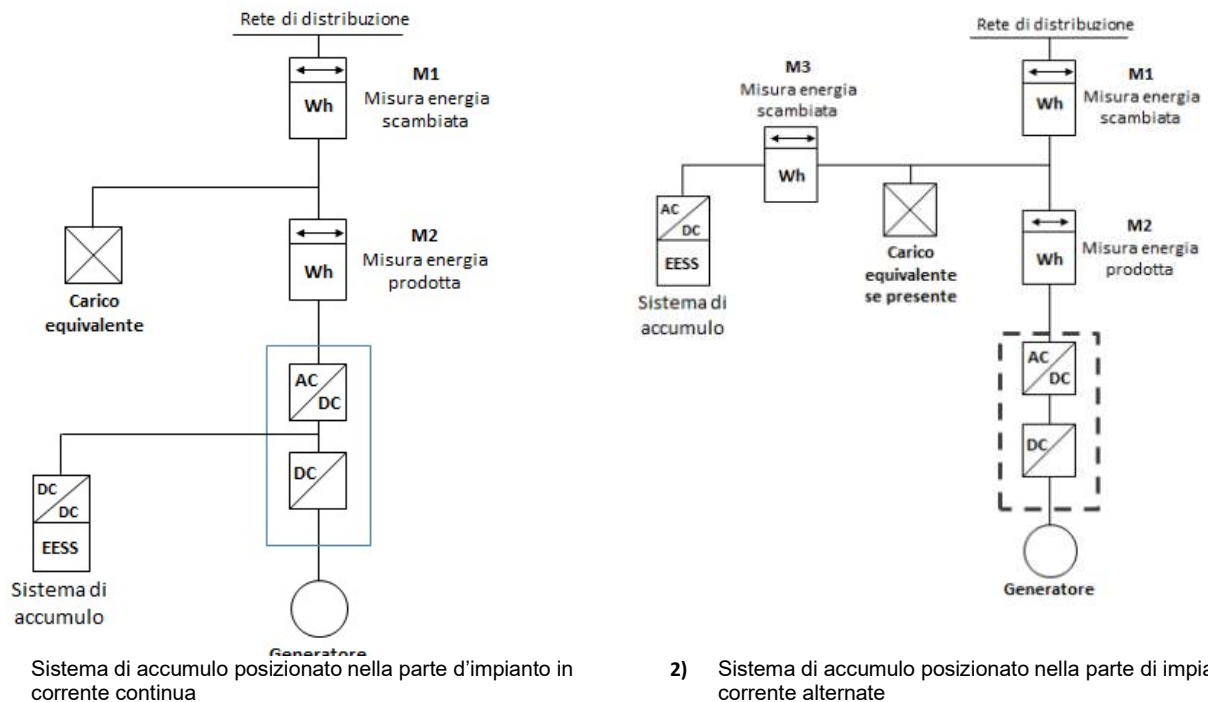 Rete di distribuzione
M1
Misura energia
scambiata
Wh
M2
Misura energia
prodotta
Wh
Carico
equivalente
AC
DC
DC
DC
DC
EESS
Sistema di
accumulo
Generatore
Sistema di accumulo posizionato nella parte d'impianto in
corrente continua
Rete di distribuzione
M3
Misura energia
scambiata
Wh
M1
Misura energia
scambiata
Wh
AC
DC
EESS
Sistema di
accumulo
Carico
equivalente
se presente
M2
Misura energia
prodotta
Wh
AC
DC
DC
Generatore
2) Sistema di accumulo posizionato nella parte di
corrente alternate